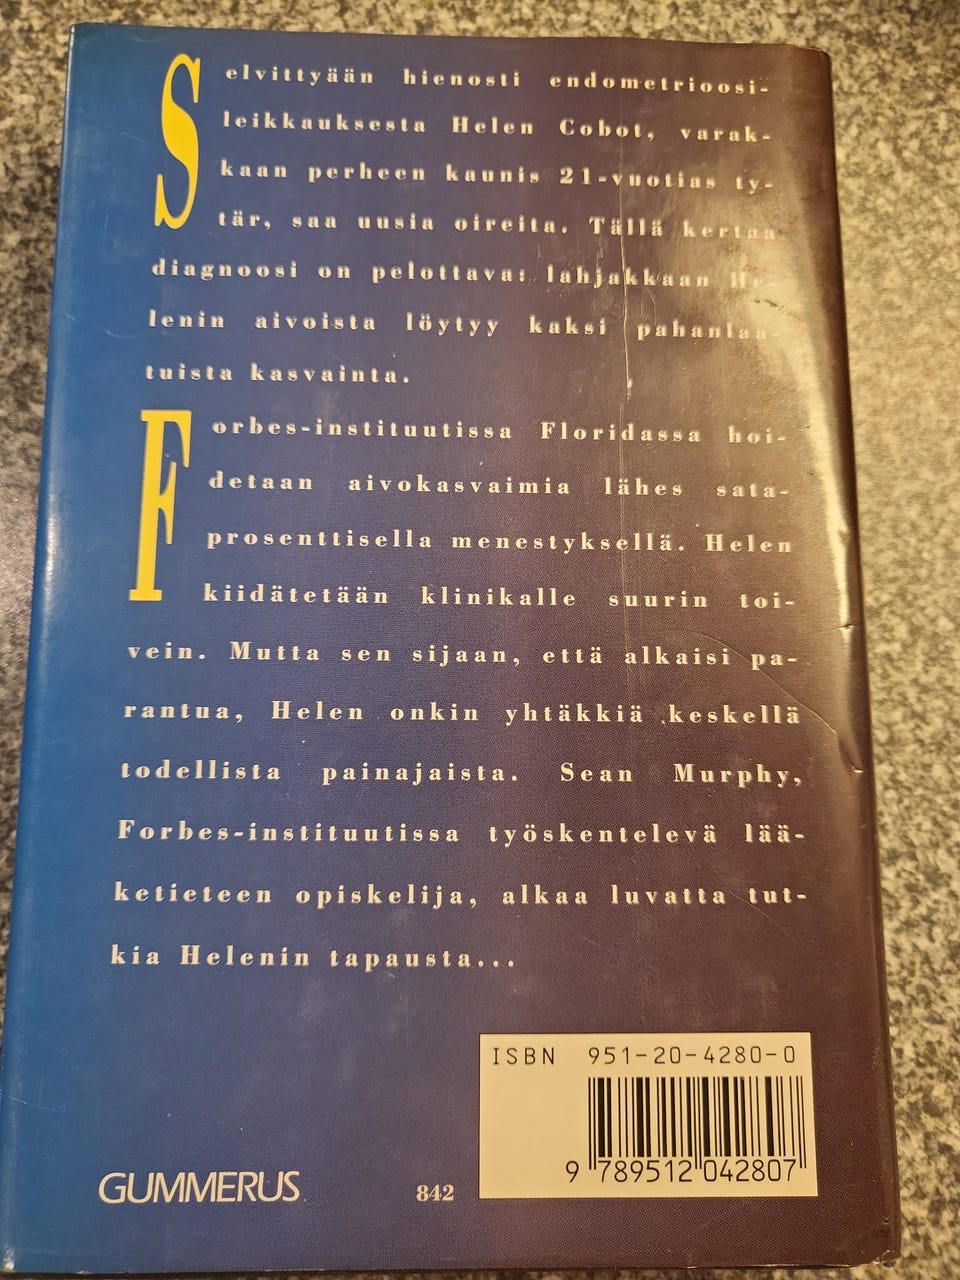 Selvittyään hienosti endometrioosi-
leikkauksesta Helen Cobot, varak-
kaan perheen kaunis 21-vuotias ty-
tär, saa uusia oireita. Tällä kertaa
diagnoosi on pelottava: lahjakkaan He-
lenin aivoista löytyy kaksi pahanlaa-
tuista kasvainta.
Forbes-instituutissa Floridassa hoi-
detaan aivokasvaimia lähes sata-
prosenttisella menestyksellä. Helen
kiidätetään klinikalle suurin toi-
vein. Mutta sen sijaan, että alkaisi pa-
rantua, Helen onkin yhtäkkiä keskellä
todellista painajaista. Sean Murphy,
Forbes-instituutissa työskentelevä lää-
ketieteen opiskelija, alkaa luvatta tut-
kia Helenin tapausta...
ISBN 951-20-4280-0
9 789512 042807
GUMMERUS
842